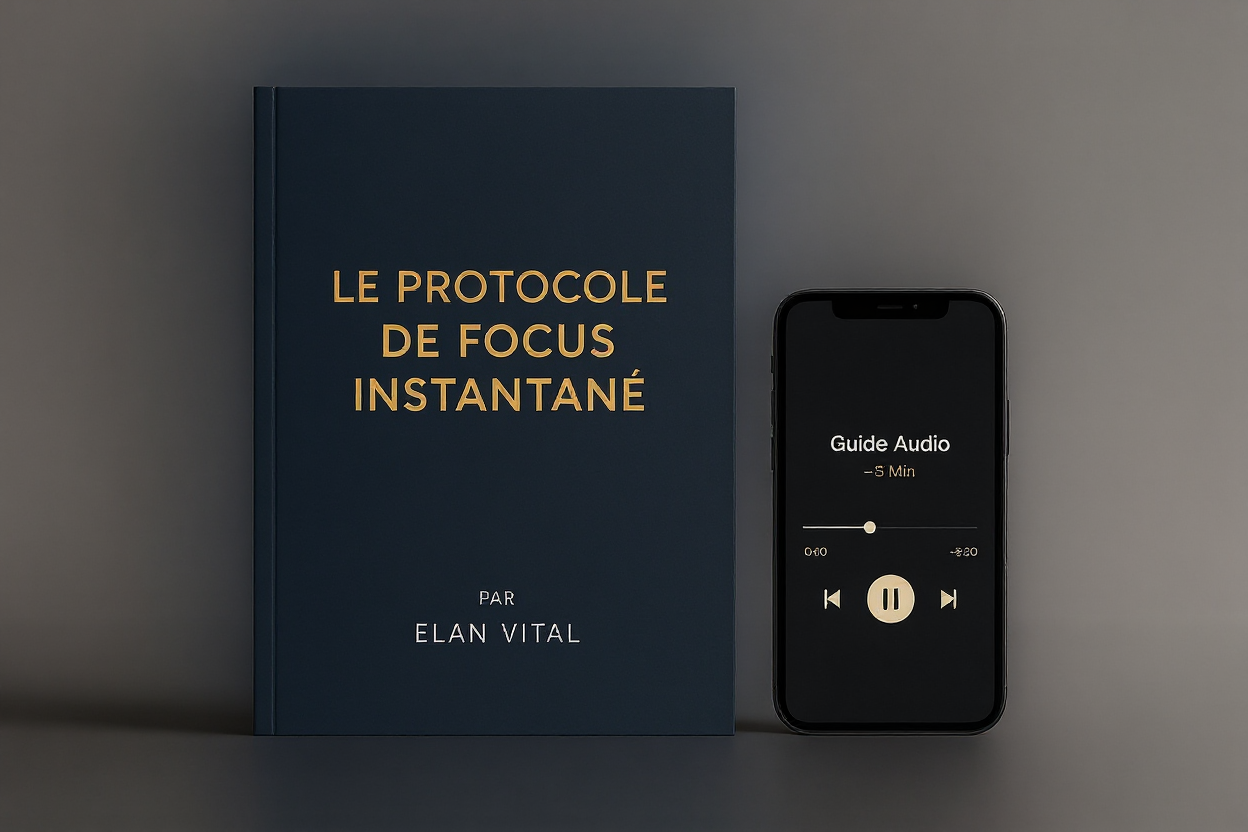 LE PROTOCOLE
DE FOCUS
INSTANTANÉ
PAR
ELAN VITAL
Guide Audio
–5 Min